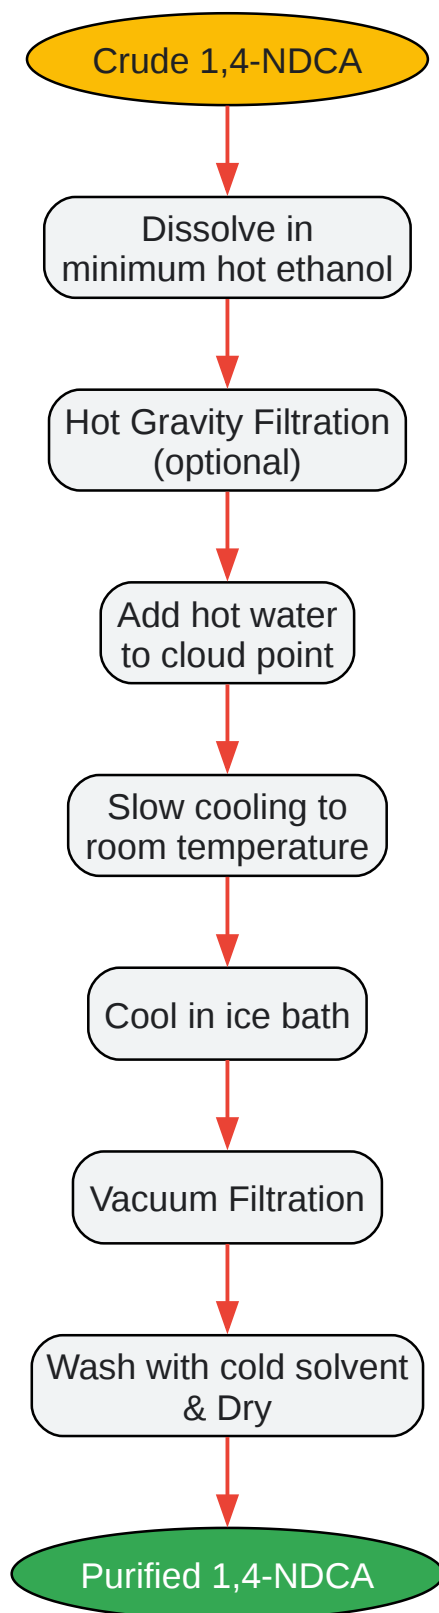 Crude 1,4-NDCA
Dissolve in
minimum hot ethanol
Hot Gravity Filtration
(optional)
Add hot water
to cloud point
Slow cooling to
room temperature
Cool in ice bath
Vacuum Filtration
Wash with cold solvent
& Dry
Purified 1,4-NDCA